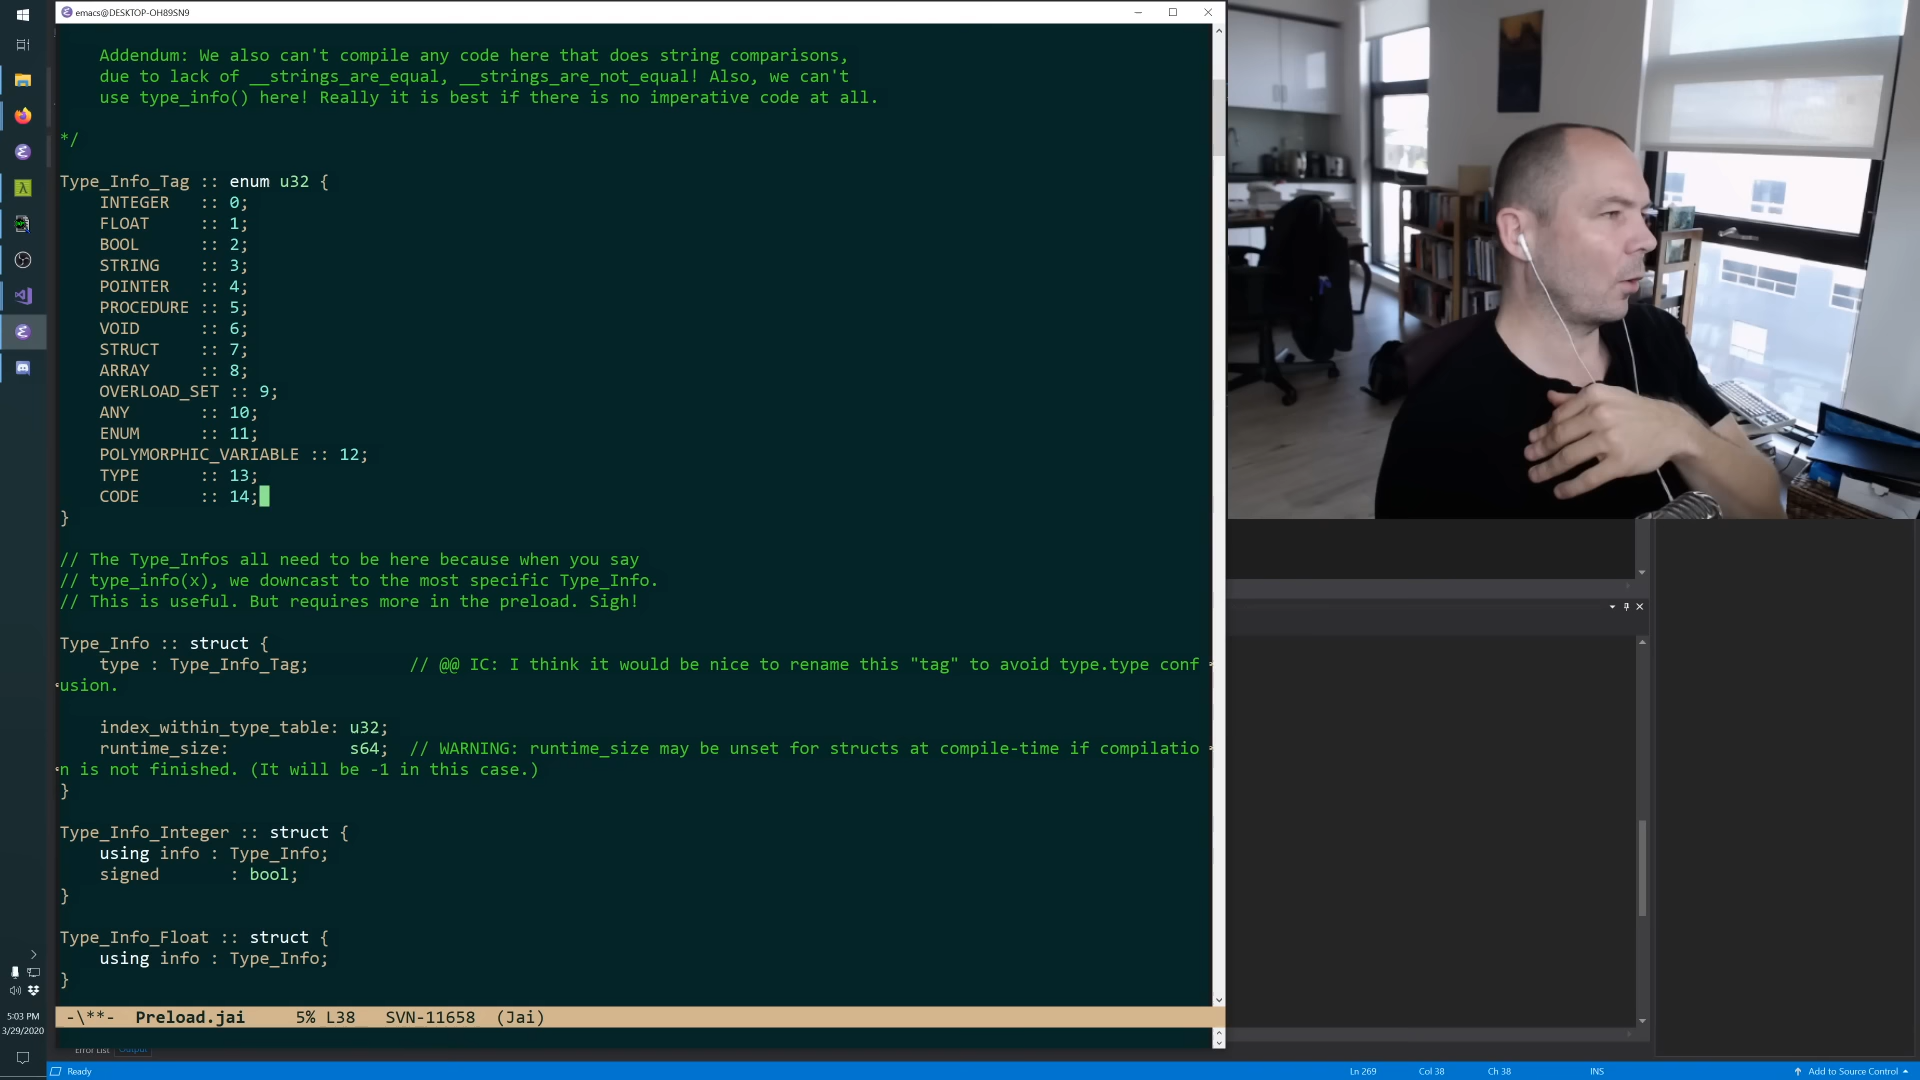 emacs@DESKTOP-OH89SN9
Addendum: We also can't compile any code here that does string comparisons,
due to lack of __strings_are_equal, __strings_are_not_equal! Also, we can't
use type_info() here! Really it is best if there is no imperative code at all.
*/
Type_Info_Tag :: enum u32 {
INTEGER :: 0;
FLOAT :: 1;
BOOL :: 2;
STRING :: 3;
POINTER :: 4;
PROCEDURE :: 5;
VOID :: 6;
STRUCT :: 7;
ARRAY :: 8;
OVERLOAD_SET :: 9;
ANY :: 10;
ENUM :: 11;
POLYMORPHIC_VARIABLE :: 12;
TYPE :: 13;
CODE :: 14;
}
// The Type_Infos all need to be here because when you say
// type_info(x), we downcast to the most specific Type_Info.
// This is useful. But requires more in the preload. Sigh!
Type_Info :: struct {
type : Type_Info_Tag; // @@ IC: I think it would be nice to rename this "tag" to avoid type.type conf
usion.
index_within_type_table: u32;
runtime_size: s64; // WARNING: runtime_size may be unset for structs at compile-time if compilatio
n is not finished. (It will be -1 in this case.)
}
Type_Info_Integer :: struct {
using info : Type_Info;
signed : bool;
}
Type_Info_Float :: struct {
using info : Type_Info;
}
-\**- Preload.jai 5% L38 SVN-11658 (Jai)
5:03 PM
3/29/2020
Error List Output
Ready
Ln 269
Col 38
Ch 38
INS
Add to Source Control